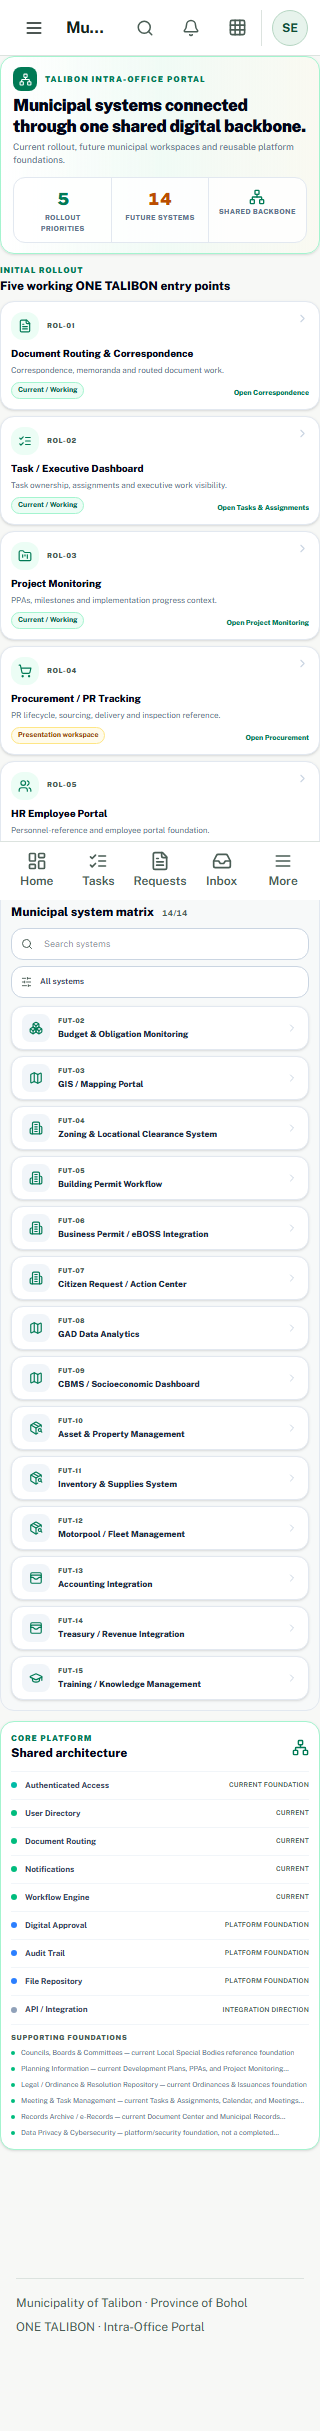 Mu...
SE
TALIBON INTRA-OFFICE PORTAL
Municipal systems connected
through one shared digital backbone.
Current rollout, future municipal workspaces and reusable platform
foundations.
5
ROLLOUT
PRIORITIES
14
FUTURE SYSTEMS
SHARED BACKBONE
INITIAL ROLLOUT
Five working ONE TALIBON entry points
ROL-01
Document Routing & Correspondence
Correspondence, memoranda and routed document work.
Current / Working
Open Correspondence
ROL-02
Task / Executive Dashboard
Task ownership, assignments and executive work visibility.
Current / Working
Open Tasks & Assignments
ROL-03
Project Monitoring
PPAs, milestones and implementation progress context.
Current / Working
Open Project Monitoring
ROL-04
Procurement / PR Tracking
PR lifecycle, sourcing, delivery and inspection reference.
Presentation workspace
Open Procurement
ROL-05
HR Employee Portal
Personnel-reference and employee portal foundation.
Home
Tasks
Requests
Inbox
More
Municipal system matrix 14/14
Search systems
All systems
FUT-02
Budget & Obligation Monitoring
FUT-03
GIS / Mapping Portal
FUT-04
Zoning & Locational Clearance System
FUT-05
Building Permit Workflow
FUT-06
Business Permit / eBOSS Integration
FUT-07
Citizen Request / Action Center
FUT-08
GAD Data Analytics
FUT-09
CBMS / Socioeconomic Dashboard
FUT-10
Asset & Property Management
FUT-11
Inventory & Supplies System
FUT-12
Motorpool / Fleet Management
FUT-13
Accounting Integration
FUT-14
Treasury / Revenue Integration
FUT-15
Training / Knowledge Management
CORE PLATFORM
Shared architecture
Authenticated Access CURRENT FOUNDATION
User Directory CURRENT
Document Routing CURRENT
Notifications CURRENT
Workflow Engine CURRENT
Digital Approval PLATFORM FOUNDATION
Audit Trail PLATFORM FOUNDATION
File Repository PLATFORM FOUNDATION
API / Integration INTEGRATION DIRECTION
SUPPORTING FOUNDATIONS
Councils, Boards & Committees — current Local Special Bodies reference foundation
Planning Information — current Development Plans, PPAs, and Project Monitoring...
Legal / Ordinance & Resolution Repository — current Ordinances & Issuances foundation
Meeting & Task Management — current Tasks & Assignments, Calendar, and Meetings...
Records Archive / e-Records — current Document Center and Municipal Records...
Data Privacy & Cybersecurity — platform/security foundation, not a completed...
Municipality of Talibon · Province of Bohol
ONE TALIBON · Intra-Office Portal